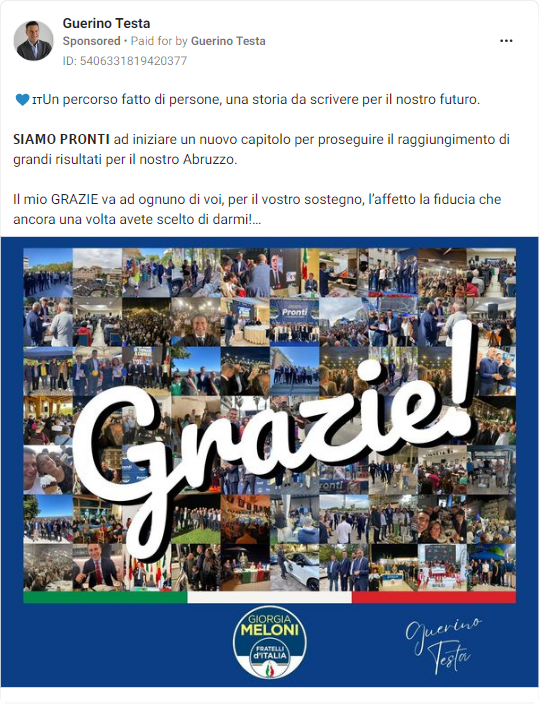 Guerino Testa
Sponsored • Paid for by Guerino Testa
ID: 5406331819420377
💙ɪᴛUn percorso fatto di persone, una storia da scrivere per il nostro futuro.
𝗦𝗜𝗔𝗠𝗢 𝗣𝗥𝗢𝗡𝗧𝗜 ad iniziare un nuovo capitolo per proseguire il raggiungimento di
grandi risultati per il nostro Abruzzo.
Il mio GRAZIE va ad ognuno di voi, per il vostro sostegno, l’affetto la fiducia che
ancora una volta avete scelto di darmi!...
Pronti
Grazie!
GIORGIA
MELONI
FRATELLI
d'ITALIA
Guerino
Testa